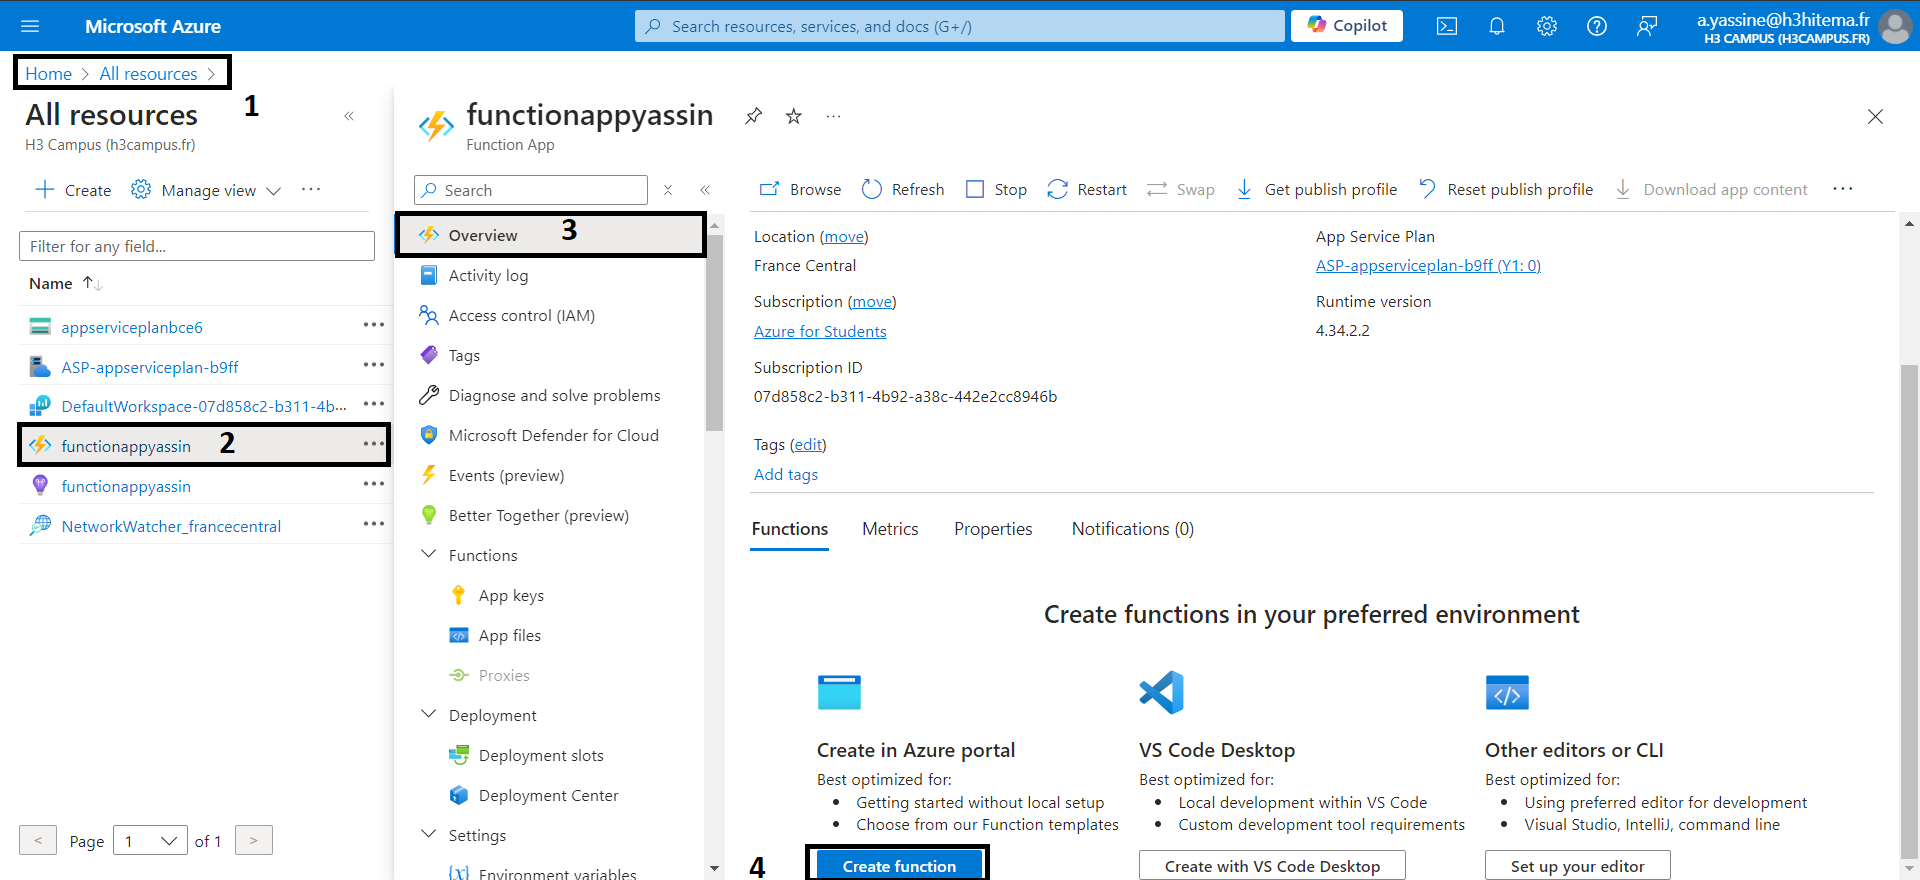 Microsoft Azure
Search resources, services, and docs (G+/)
Copilot
a.yassine@h3hitema.fr
H3 CAMPUS (H3CAMPUS.FR)
Home > All resources >
1
All resources
H3 Campus (h3campus.fr)
Create
Manage view
Filter for any field...
Name
appserviceplanbce6
ASP-appserviceplan-b9ff
DefaultWorkspace-07d858c2-b311-4b...
functionappyassin
2
functionappyassin
NetworkWatcher_francecentral
< Page 1 of 1 >
functionappyassin
Function App
Search
Overview
3
Activity log
Access control (IAM)
Tags
Diagnose and solve problems
Microsoft Defender for Cloud
Events (preview)
Better Together (preview)
Functions
App keys
App files
Proxies
Deployment
Deployment slots
Deployment Center
Settings
Environment variables
Browse
Refresh
Stop
Restart
Swap
Get publish profile
Reset publish profile
Download app content
Location (move)
France Central
Subscription (move)
Azure for Students
Subscription ID
07d858c2-b311-4b92-a38c-442e2cc8946b
Tags (edit)
Add tags
App Service Plan
ASP-appserviceplan-b9ff (Y1: 0)
Runtime version
4.34.2.2
Functions
Metrics
Properties
Notifications (0)
Create functions in your preferred environment
Create in Azure portal
Best optimized for:
• Getting started without local setup
• Choose from our Function templates
4
Create function
VS Code Desktop
Best optimized for:
• Local development within VS Code
• Custom development tool requirements
Create with VS Code Desktop
Other editors or CLI
Best optimized for:
• Using preferred editor for development
• Visual Studio, IntelliJ, command line
Set up your editor